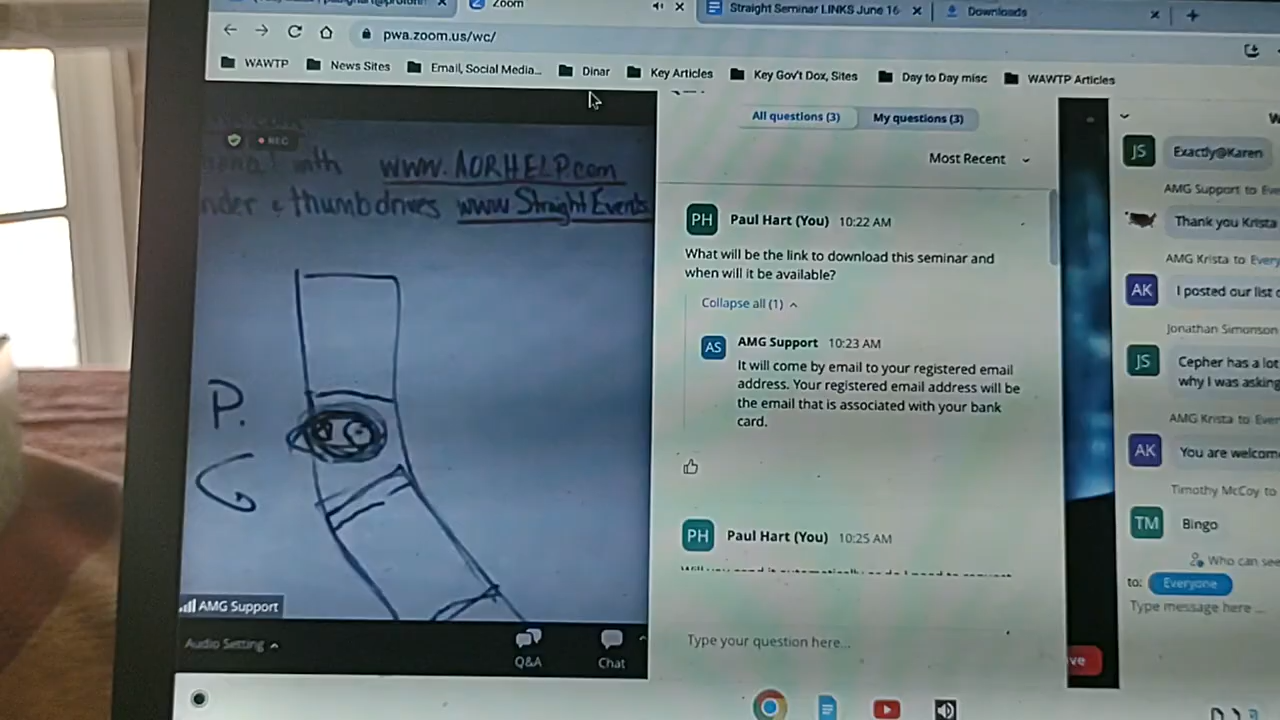 Zoom
Straight Seminar LINKS June 16
Downloads
pwa.zoom.us/wc/
WAWTP
News Sites
Email, Social Media...
Dinar
Key Articles
Key Gov't Dox, Sites
Day to Day misc
WAWTP Articles
REC
with www.AORHELP.com
nder & thumbdrives www.StraightEvents
P.
G
AMG Support
Audio Setting
Q&A
Chat
All questions (3)
My questions (3)
Most Recent
PH
Paul Hart (You) 10:22 AM
What will be the link to download this seminar and
when will it be available?
Collapse all (1)
AS
AMG Support 10:23 AM
It will come by email to your registered email
address. Your registered email address will be
the email that is associated with your bank
card.
PH
Paul Hart (You) 10:25 AM
Type your question here...
W
JS
Exactly@Karen
AMG Support to Eve
Thank you Krista
AMG Krista to Every
AK
I posted our list o
Jonathan Simonson
JS
Cepher has a lot
why I was asking
AMG Krista to Ever
AK
You are welcom
Timothy McCoy to
TM
Bingo
Who can see
to: Everyone
Type message here ...
ve